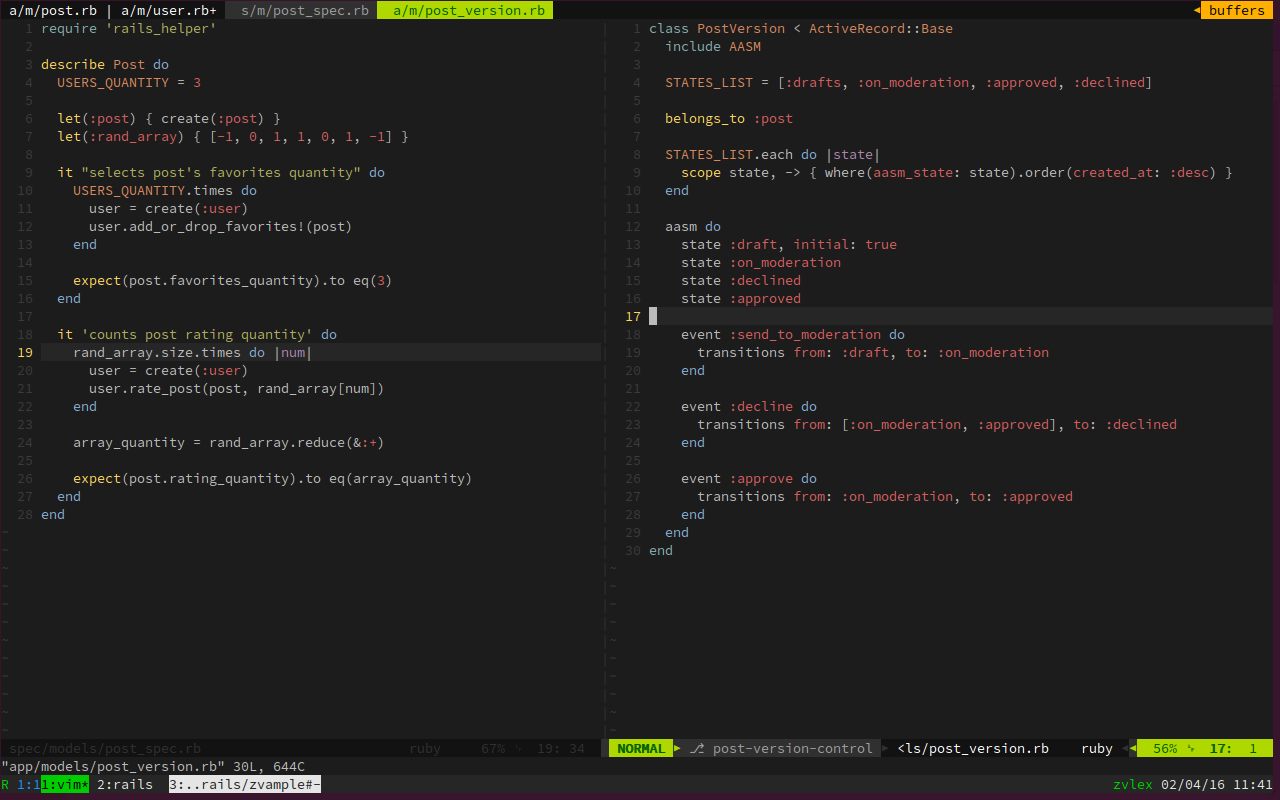 a/m/post.rb | a/m/user.rb+ s/m/post_spec.rb a/m/post_version.rb buffers
1 require 'rails_helper'
2
3 describe Post do
4 USERS_QUANTITY = 3
5
6 let(:post) { create(:post) }
7 let(:rand_array) { [-1, 0, 1, 1, 0, 1, -1] }
8
9 it "selects post's favorites quantity" do
10 USERS_QUANTITY.times do
11 user = create(:user)
12 user.add_or_drop_favorites!(post)
13 end
14
15 expect(post.favorites_quantity).to eq(3)
16 end
17
18 it 'counts post rating quantity' do
19 rand_array.size.times do |num|
20 user = create(:user)
21 user.rate_post(post, rand_array[num])
22 end
23
24 array_quantity = rand_array.reduce(&:+)
25
26 expect(post.rating_quantity).to eq(array_quantity)
27 end
28 end
spec/models/post_spec.rb ruby 67% 19: 34
1 class PostVersion < ActiveRecord::Base
2 include AASM
3
4 STATES_LIST = [:drafts, :on_moderation, :approved, :declined]
5
6 belongs_to :post
7
8 STATES_LIST.each do |state|
9 scope state, -> { where(aasm_state: state).order(created_at: :desc) }
10 end
11
12 aasm do
13 state :draft, initial: true
14 state :on_moderation
15 state :declined
16 state :approved
17
18 event :send_to_moderation do
19 transitions from: :draft, to: :on_moderation
20 end
21
22 event :decline do
23 transitions from: [:on_moderation, :approved], to: :declined
24 end
25
26 event :approve do
27 transitions from: :on_moderation, to: :approved
28 end
29 end
30 end
NORMAL ⎇ post-version-control <ls/post_version.rb ruby 56% 17: 1
"app/models/post_version.rb" 30L, 644C
R 1:1 1:vim* 2:rails 3:..rails/zvample#- zvlex 02/04/16 11:41